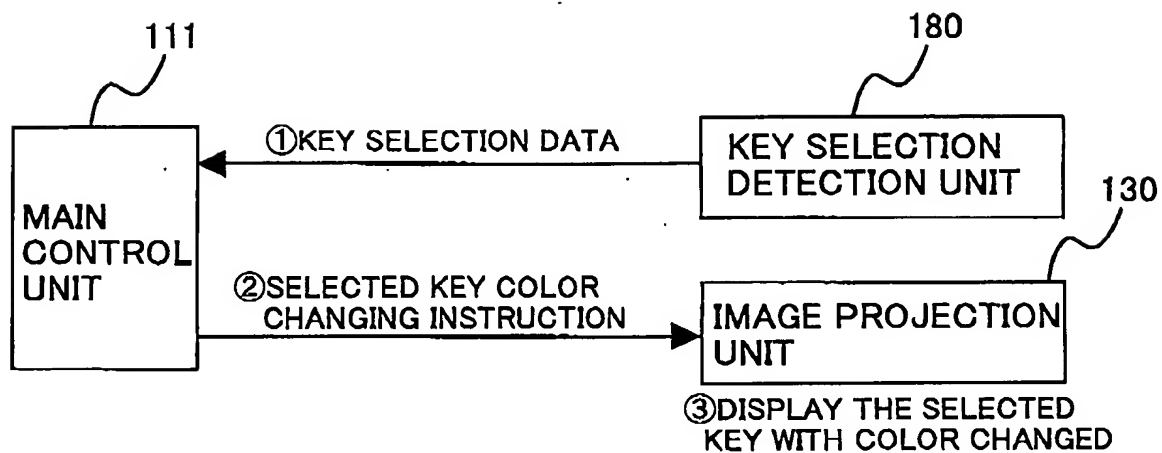 111
180
①KEY SELECTION DATA
KEY SELECTION
DETECTION UNIT
130
MAIN
CONTROL
UNIT
②SELECTED KEY COLOR
CHANGING INSTRUCTION
IMAGE PROJECTION
UNIT
③DISPLAY THE SELECTED
KEY WITH COLOR CHANGED